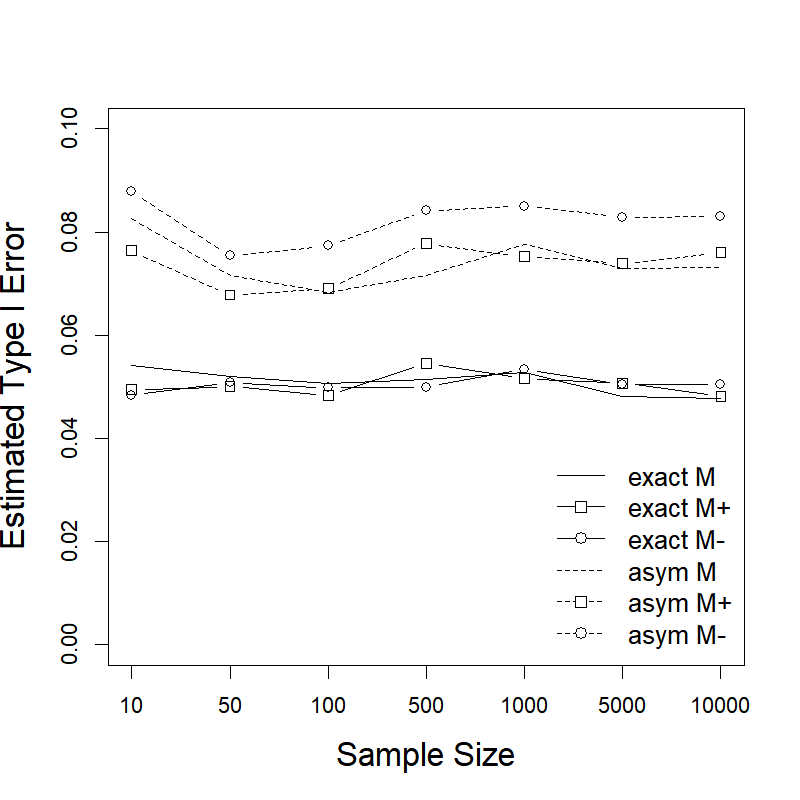 Estimated Type I Error
0.10
0.08
0.06
0.04
0.02
0.00
exact M
exact M+
exact M-
asym M
asym M+
asym M-
10 50 100 500 1000 5000 10000
Sample Size